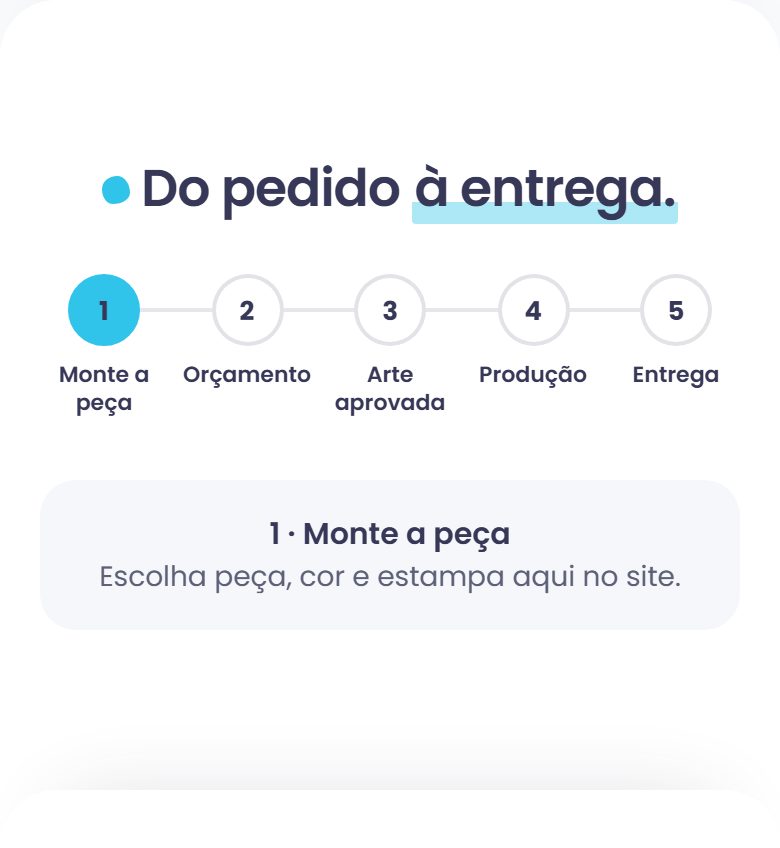 Do pedido à entrega.
1 2 3 4 5
Monte a peça
Orçamento
Arte aprovada
Produção
Entrega
1 · Monte a peça
Escolha peça, cor e estampa aqui no site.